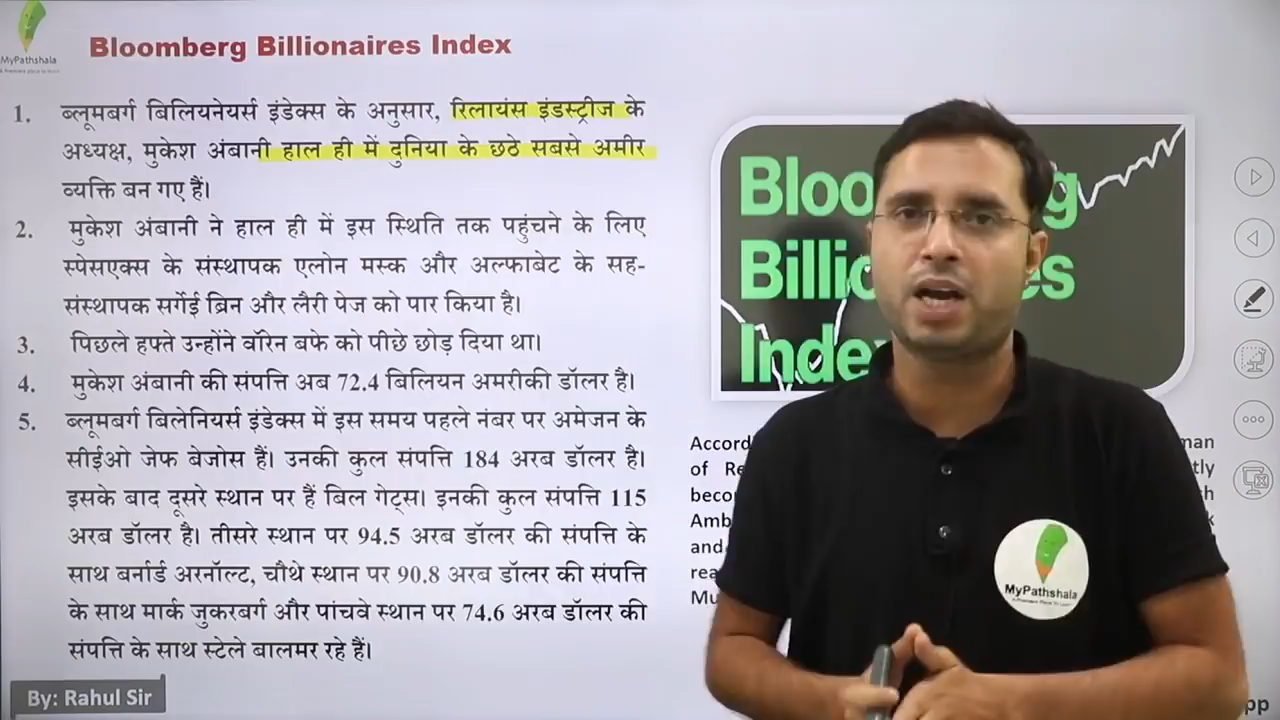 MyPathshala
Bloomberg Billionaires Index
1. ब्लूमबर्ग बिलियनेयर्स इंडेक्स के अनुसार, रिलायंस इंडस्ट्रीज के
अध्यक्ष, मुकेश अंबानी हाल ही में दुनिया के छठे सबसे अमीर
व्यक्ति बन गए हैं।
2. मुकेश अंबानी ने हाल ही में इस स्थिति तक पहुंचने के लिए
स्पेसएक्स के संस्थापक एलोन मस्क और अल्फाबेट के सह-
संस्थापक सर्गेई ब्रिन और लैरी पेज को पार किया है।
3. पिछले हफ्ते उन्होंने वॉरेन बफे को पीछे छोड़ दिया था।
4. मुकेश अंबानी की संपत्ति अब 72.4 बिलियन अमरीकी डॉलर है।
5. ब्लूमबर्ग बिलेनियर्स इंडेक्स में इस समय पहले नंबर पर अमेजन के
सीईओ जेफ बेजोस हैं। उनकी कुल संपत्ति 184 अरब डॉलर है।
इसके बाद दूसरे स्थान पर हैं बिल गेट्स। इनकी कुल संपत्ति 115
अरब डॉलर है। तीसरे स्थान पर 94.5 अरब डॉलर की संपत्ति के
साथ बर्नार्ड अरनॉल्ट, चौथे स्थान पर 90.8 अरब डॉलर की संपत्ति
के साथ मार्क जुकरबर्ग और पांचवे स्थान पर 74.6 अरब डॉलर की
संपत्ति के साथ स्टेले बालमर रहे हैं।
By: Rahul Sir
Bloo g
Billio es
Inde
Accord man
of Re tly
beco
Amb
and
rea
Mu
MyPathshala
pp